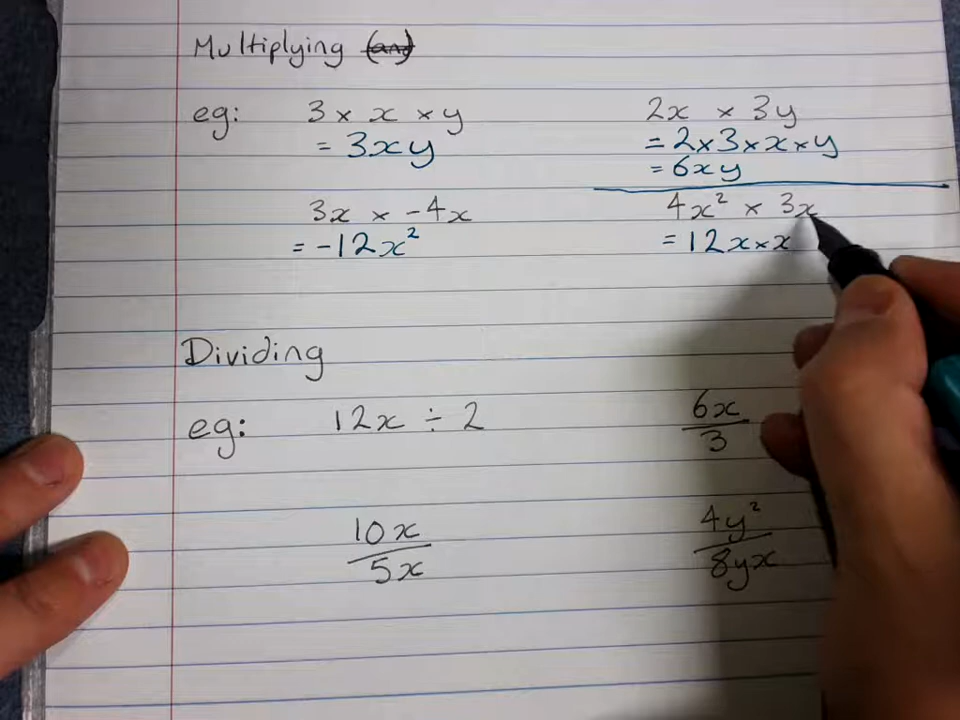 Multiplying (and)
eg: 3 × x × y 2x × 3y
= 3xy = 2×3×x×y
= 6xy
3x × -4x 4x² × 3x
= -12x² = 12x×x
Dividing
eg: 12x ÷ 2 6x/3
10x/5x 4y²/8yx